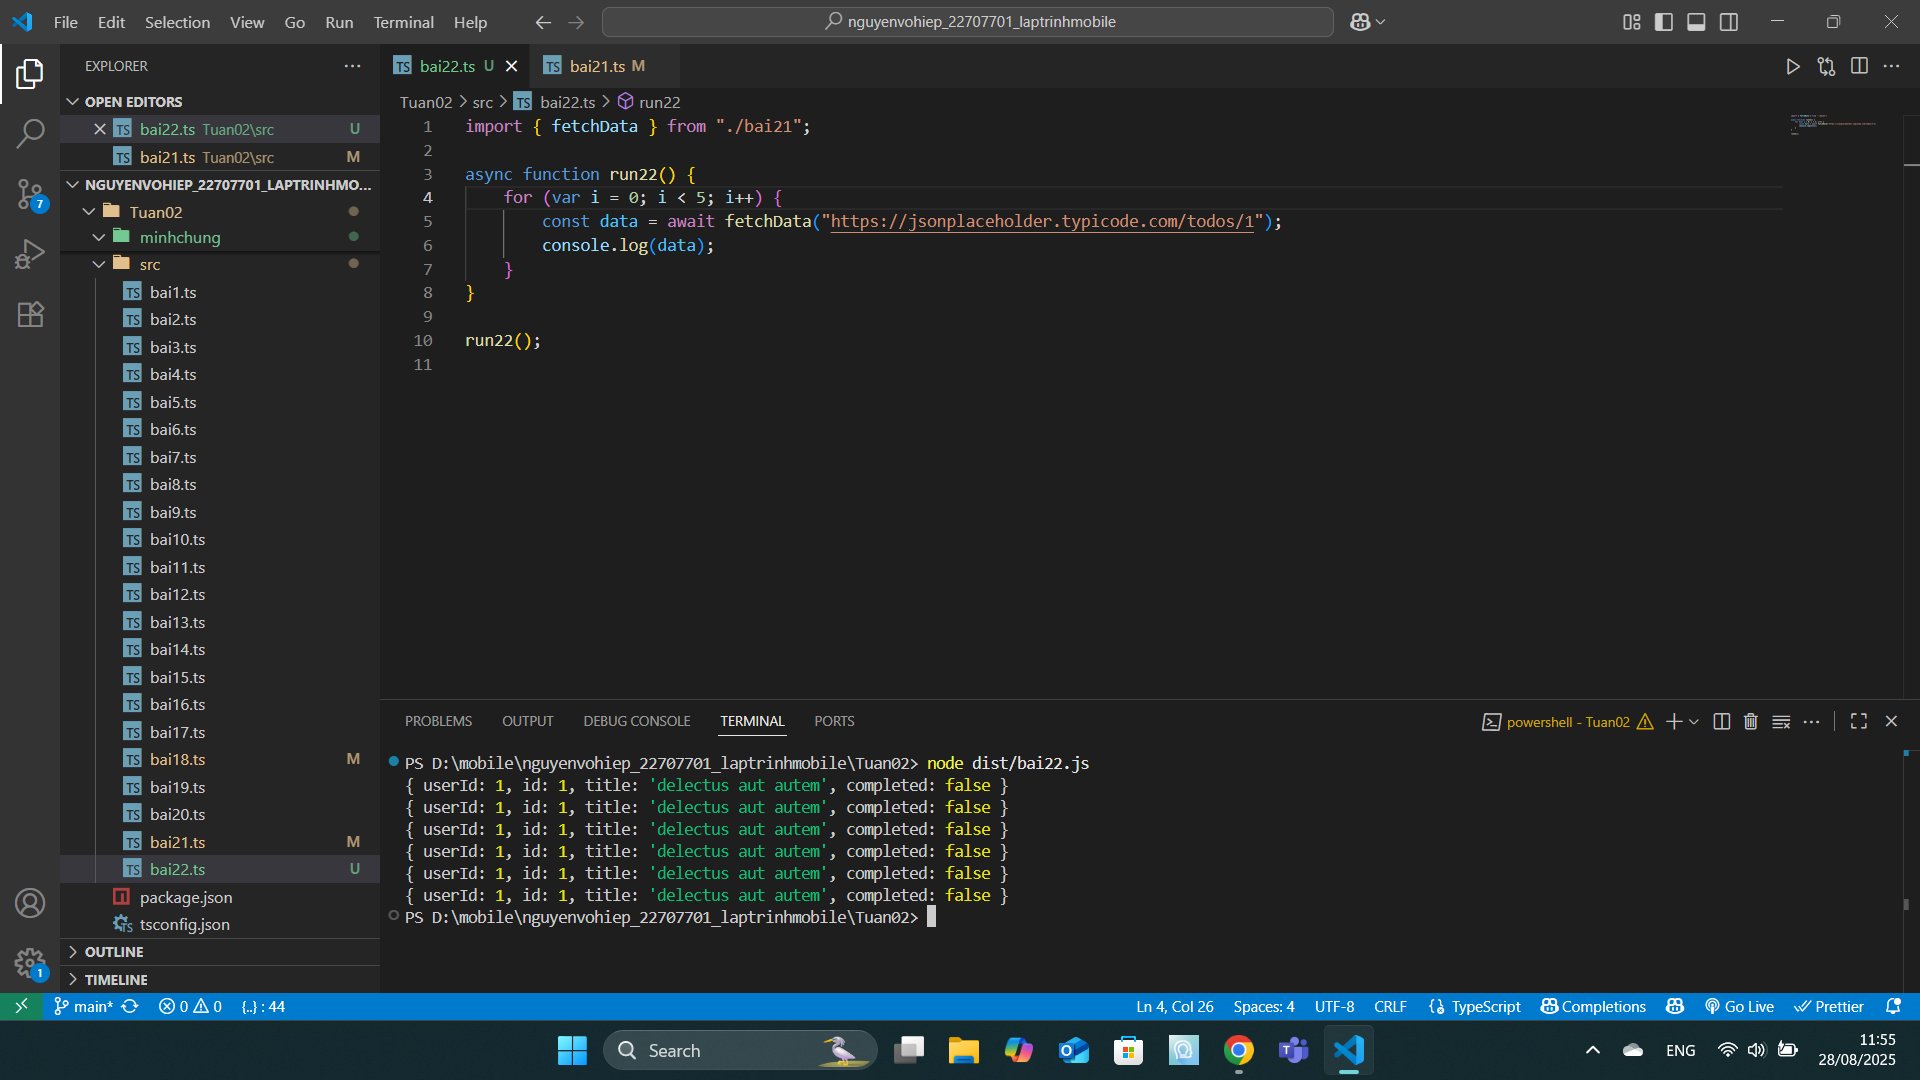 File Edit Selection View Go Run Terminal Help
nguyenvohiep_22707701_laptrinhmobile
EXPLORER
OPEN EDITORS
bai22.ts Tuan02\src U
bai21.ts Tuan02\src M
NGUYENVOHIEP_22707701_LAPTRINHMO...
Tuan02
minhchung
src
bai1.ts
bai2.ts
bai3.ts
bai4.ts
bai5.ts
bai6.ts
bai7.ts
bai8.ts
bai9.ts
bai10.ts
bai11.ts
bai12.ts
bai13.ts
bai14.ts
bai15.ts
bai16.ts
bai17.ts
bai18.ts M
bai19.ts
bai20.ts
bai21.ts M
bai22.ts U
package.json
tsconfig.json
OUTLINE
TIMELINE
7
1
TS bai22.ts U
TS bai21.ts M
Tuan02 > src > TS bai22.ts > run22
1 import { fetchData } from "./bai21";
2
3 async function run22() {
4 for (var i = 0; i < 5; i++) {
5 const data = await fetchData("https://jsonplaceholder.typicode.com/todos/1");
6 console.log(data);
7 }
8 }
9
10 run22();
11
PROBLEMS OUTPUT DEBUG CONSOLE TERMINAL PORTS
powershell - Tuan02
PS D:\mobile\nguyenvohiep_22707701_laptrinhmobile\Tuan02> node dist/bai22.js
{ userId: 1, id: 1, title: 'delectus aut autem', completed: false }
{ userId: 1, id: 1, title: 'delectus aut autem', completed: false }
{ userId: 1, id: 1, title: 'delectus aut autem', completed: false }
{ userId: 1, id: 1, title: 'delectus aut autem', completed: false }
{ userId: 1, id: 1, title: 'delectus aut autem', completed: false }
{ userId: 1, id: 1, title: 'delectus aut autem', completed: false }
PS D:\mobile\nguyenvohiep_22707701_laptrinhmobile\Tuan02>
main* 0 0 {..} : 44
Ln 4, Col 26 Spaces: 4 UTF-8 CRLF {} TypeScript Completions Go Live Prettier
Search
ENG
11:55
28/08/2025